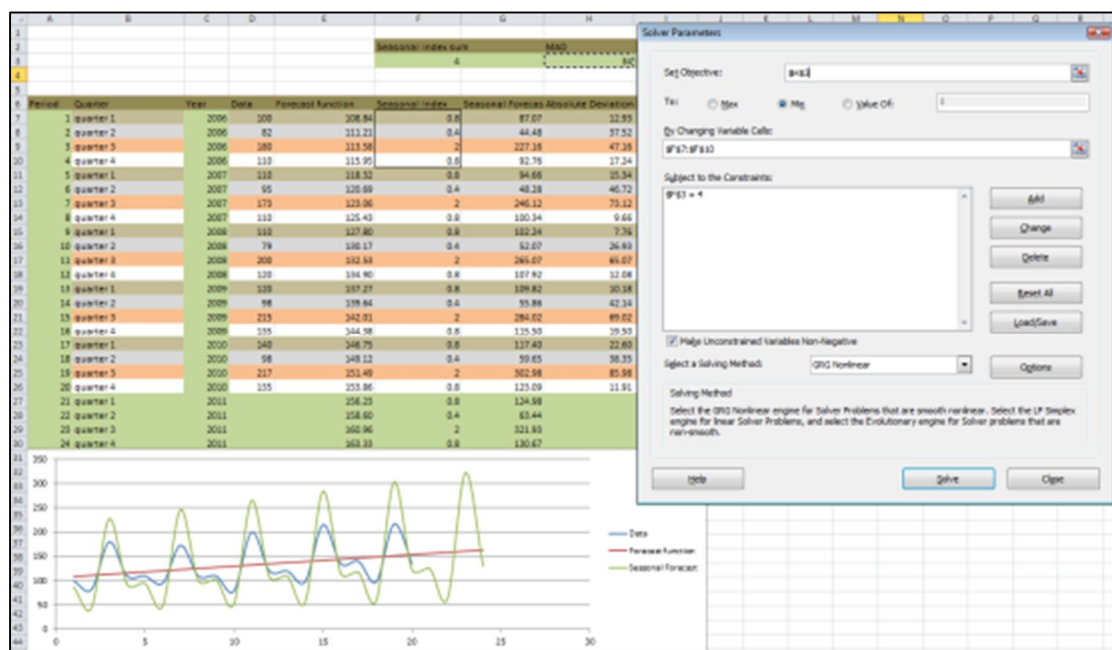 A B C D E F G H J K L M N O P Q R
Solver Parameters
Seasonal index sum MAD
4
Set Objective:
To: Max Min Value Of: 0
By Changing Variable Cells:
$F$7:$F$10
Subject to the Constraints:
$F$3 = 4
Add
Change
Delete
Reset All
Load/Save
Make Unconstrained Variables Non-Negative
Select a Solving Method: GRG Nonlinear Options
Solving Method
Select the GRG Nonlinear engine for Solver Problems that are smooth nonlinear. Select the LP Simplex
engine for linear Solver Problems, and select the Evolutionary engine for Solver problems that are
non-smooth.
Help Solve Close
Period Quarter Year Data Forecast function Seasonal Index Seasonal Forecas Absolute Deviation
1 quarter 1 2006 100 108.84 0.8 87.07 12.93
2 quarter 2 2006 82 111.21 0.4 44.48 37.52
3 quarter 3 2006 180 113.58 2 227.16 47.16
4 quarter 4 2006 110 115.95 0.8 92.76 17.24
5 quarter 1 2007 110 118.32 0.8 94.66 15.34
6 quarter 2 2007 95 120.69 0.4 48.28 46.72
7 quarter 3 2007 173 123.06 2 246.12 73.12
8 quarter 4 2007 110 125.43 0.8 100.34 9.66
9 quarter 1 2008 110 127.80 0.8 102.24 7.76
10 quarter 2 2008 79 130.17 0.4 52.07 26.93
11 quarter 3 2008 200 132.53 2 265.07 65.07
12 quarter 4 2008 120 134.90 0.8 107.92 12.08
13 quarter 1 2009 120 137.27 0.8 109.82 10.18
14 quarter 2 2009 98 139.64 0.4 55.86 42.14
15 quarter 3 2009 215 142.01 2 284.02 69.02
16 quarter 4 2009 135 144.38 0.8 115.50 19.50
17 quarter 1 2010 140 146.75 0.8 117.40 22.60
18 quarter 2 2010 98 149.12 0.4 59.65 38.35
19 quarter 3 2010 217 151.49 2 302.98 85.98
20 quarter 4 2010 135 153.86 0.8 123.09 11.91
21 quarter 1 2011 156.23 0.8 124.98
22 quarter 2 2011 158.60 0.4 63.44
23 quarter 3 2011 160.96 2 321.93
24 quarter 4 2011 163.33 0.8 130.67
350
300
250
200
150
100
50
0
0 5 10 15 20 25 30
Data
Forecast function
Seasonal Forecast